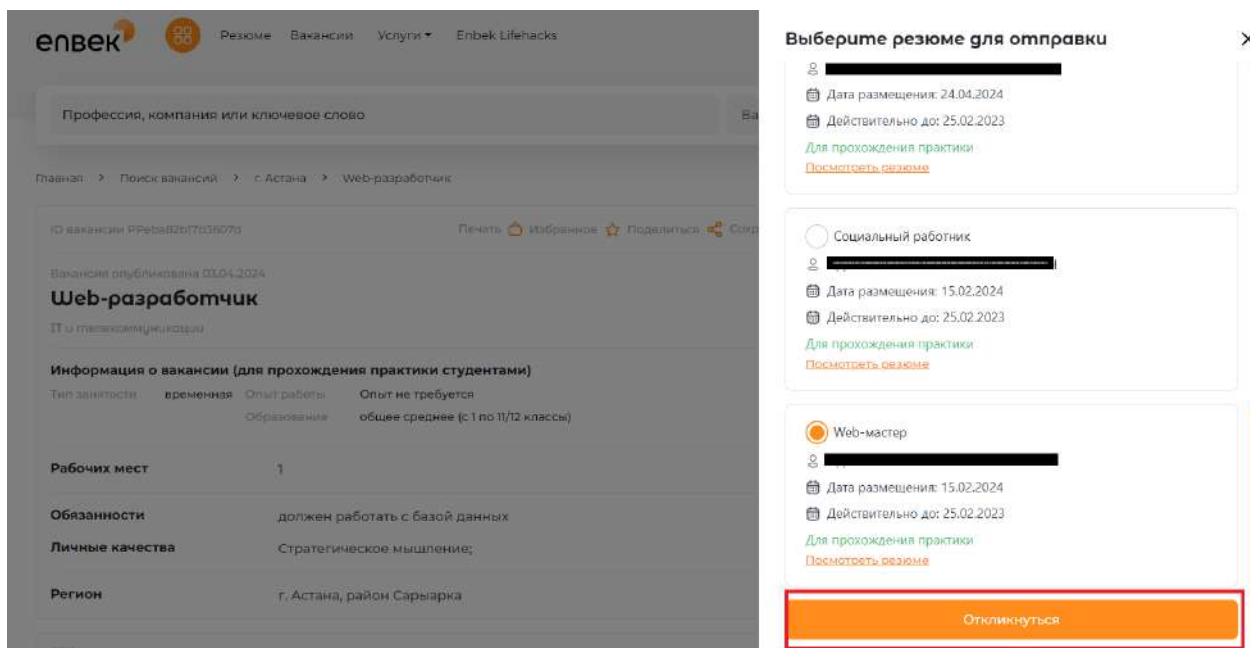 enbek
Резюме Вакансии Услуги Enbek Lifehacks
Профессия, компания или ключевое слово
Ва
Главная > Поиск вакансий > г. Астана > Web-разработчик
ID вакансии
Печать Избранное Поделиться
Вакансия опубликована 03.04.2024
Web-разработчик
IT и телекоммуникации
Информация о вакансии (для прохождения практики студентами)
Тип занятости временная Опыт работы Опыт не требуется
Образование общее среднее (с 1 по 11/12 классы)
Рабочих мест 1
Обязанности должен работать с базой данных
Личные качества Стратегическое мышление;
Регион г. Астана, район Сарыарка
Выберите резюме для отправки
Дата размещения: 24.04.2024
Действительно до: 25.02.2023
Для прохождения практики
Посмотреть резюме
Социальный работник
Дата размещения: 15.02.2024
Действительно до: 25.02.2023
Для прохождения практики
Посмотреть резюме
Web-мастер
Дата размещения: 15.02.2024
Действительно до: 25.02.2023
Для прохождения практики
Посмотреть резюме
Откликнуться